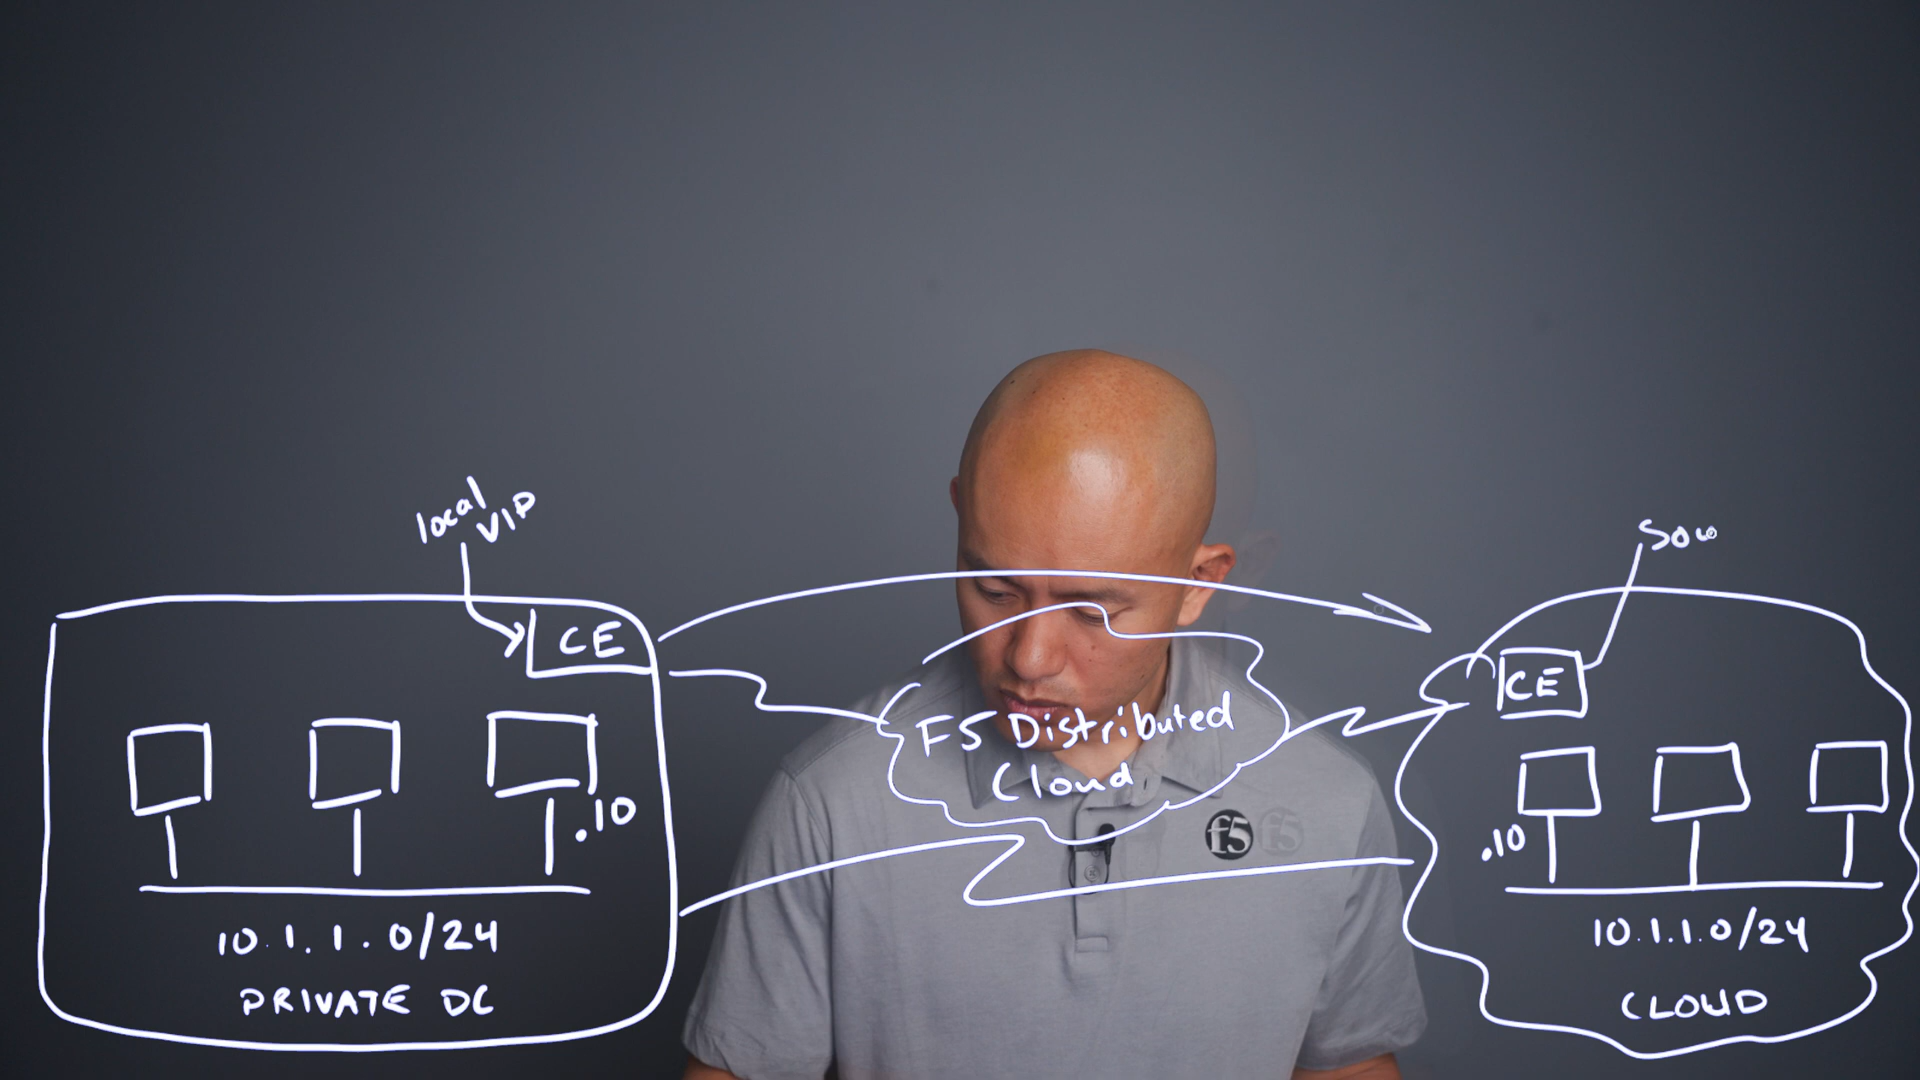 local
VIP
CE
.10
10.1.1.0/24
PRIVATE DC
F5 Distributed
Cloud
f5
f5
CE
.10
10.1.1.0/24
CLOUD